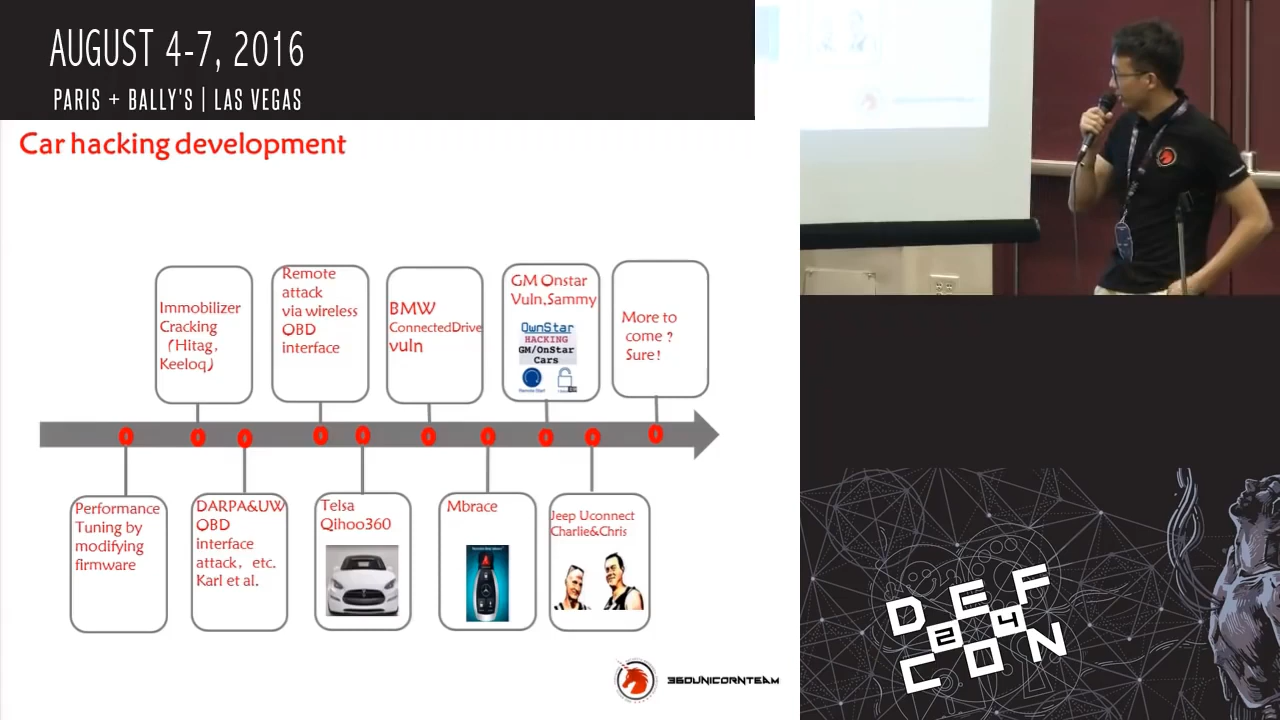 AUGUST 4-7, 2016
PARIS + BALLY'S | LAS VEGAS
Car hacking development
Immobilizer
Cracking
(Hitag,
Keeloq)
Remote
attack
via wireless
OBD
interface
BMW
ConnectedDrive
vuln
GM Onstar
Vuln,Sammy
OwnStar
HACKING
GM/OnStar
Cars
More to
come ?
Sure!
Performance
Tuning by
modifying
firmware
DARPA&UW
OBD
interface
attack, etc.
Karl et al.
Telsa
Qihoo360
Mbrace
Jeep Uconnect
Charlie&Chris
360UNICORNTEAM
DEF
24
CON